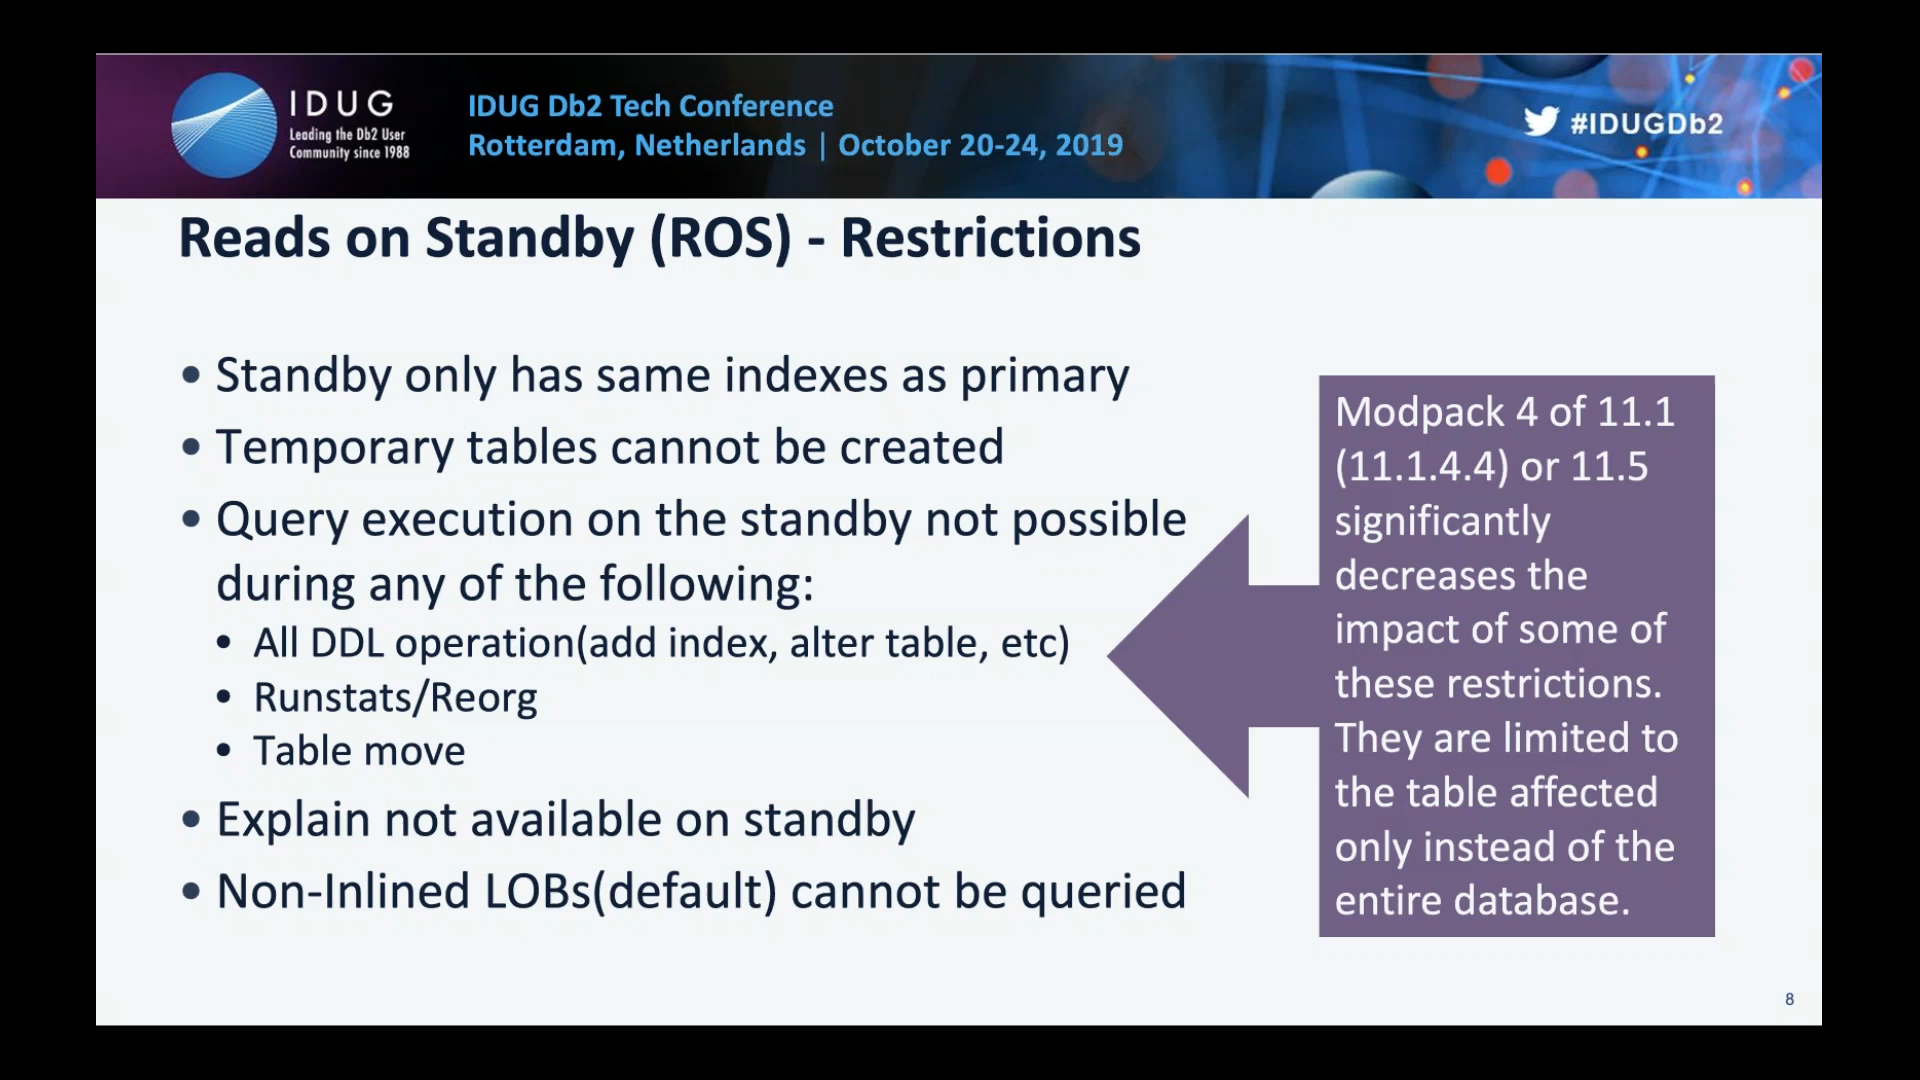 IDUG
Leading the Db2 User
Community since 1988
IDUG Db2 Tech Conference
Rotterdam, Netherlands | October 20-24, 2019
#IDUGDb2
Reads on Standby (ROS) - Restrictions
• Standby only has same indexes as primary
• Temporary tables cannot be created
• Query execution on the standby not possible
during any of the following:
• All DDL operation(add index, alter table, etc)
• Runstats/Reorg
• Table move
• Explain not available on standby
• Non-Inlined LOBs(default) cannot be queried
Modpack 4 of 11.1
(11.1.4.4) or 11.5
significantly
decreases the
impact of some of
these restrictions.
They are limited to
the table affected
only instead of the
entire database.
8